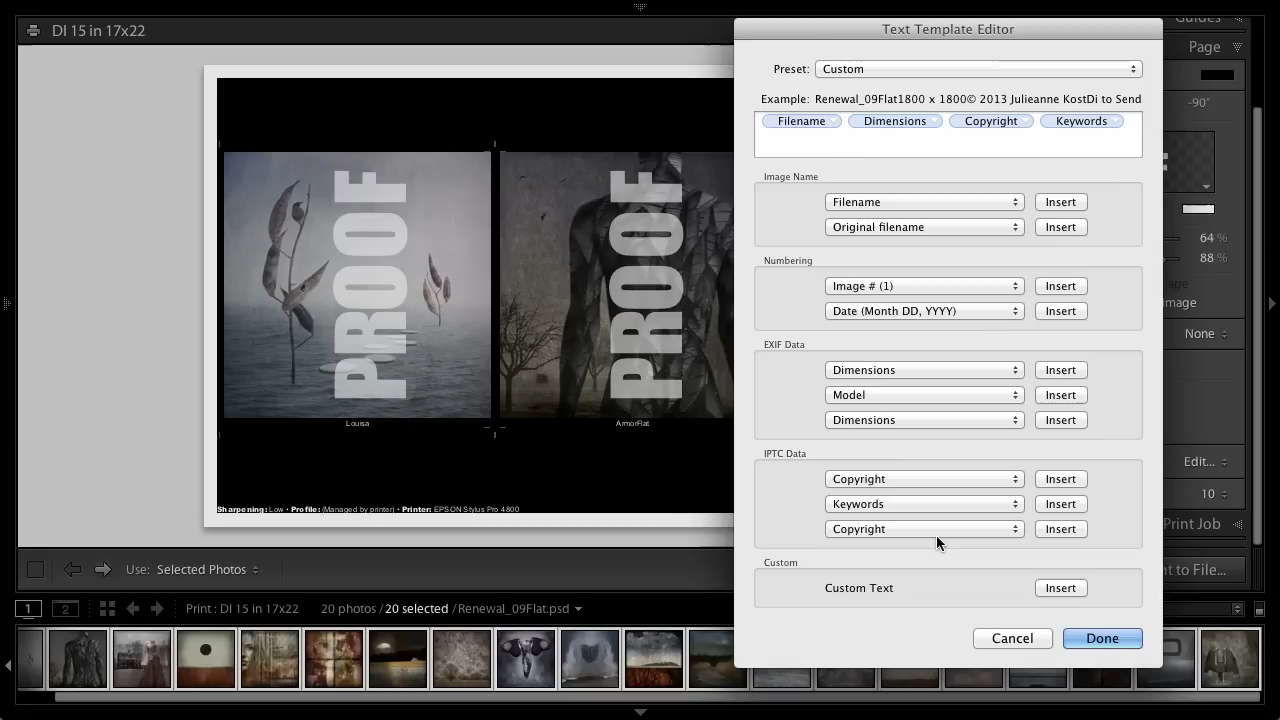 DI 15 in 17x22
Text Template Editor
Guides
Page
Preset: Custom
Example: Renewal_09Flat1800 x 1800© 2013 Julieanne KostDi to Send
Filename Dimensions Copyright Keywords
-90°
Image Name
Filename Insert
Original filename Insert
64 %
88 %
Numbering
Image # (1) Insert
Date (Month DD, YYYY) Insert
None
EXIF Data
Dimensions Insert
Model Insert
Dimensions Insert
PROOF
PROOF
Louisa
ArmorFlat
IPTC Data
Copyright Insert
Keywords Insert
Copyright Insert
Edit...
10
Print Job
Sharpening: Low • Profile: (Managed by printer) • Printer: EPSON Stylus Pro 4800
Custom
Custom Text Insert
Cancel Done
Use: Selected Photos
nt to File...
1 2 Print : DI 15 in 17x22 20 photos / 20 selected / Renewal_09Flat.psd